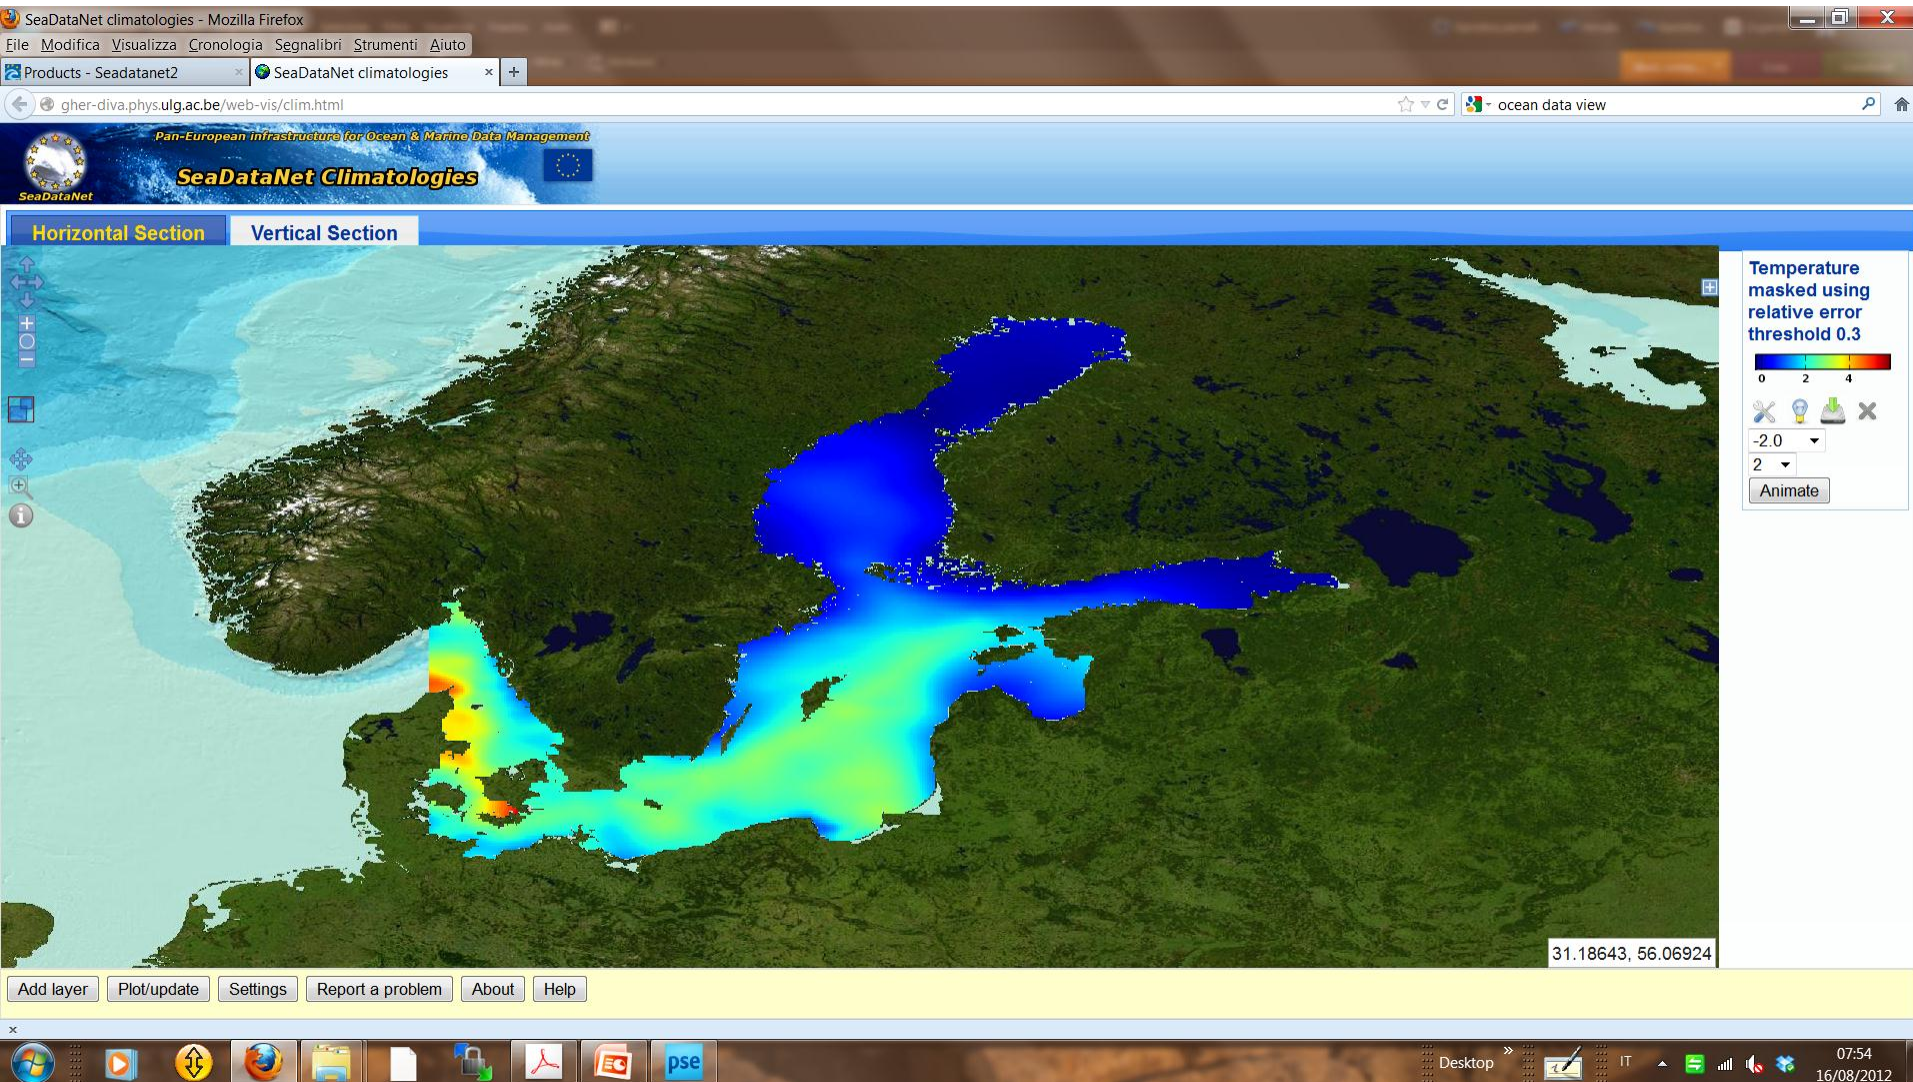 SeaDataNet climatologies - Mozilla Firefox
File Modifica Visualizza Cronologia Segnalibri Strumenti Aiuto
Products - Seadatanet2 ×
SeaDataNet climatologies × +
gher-diva.phys.ulg.ac.be/web-vis/clim.html
ocean data view
Pan-European infrastructure for Ocean & Marine Data Management
SeaDataNet Climatologies
SeaDataNet
Horizontal Section
Vertical Section
Temperature
masked using
relative error
threshold 0.3
0 2 4
-2.0
2
Animate
31.18643, 56.06924
Add layer Plot/update Settings Report a problem About Help
×
pse
Desktop »
IT
07:54
16/08/2012